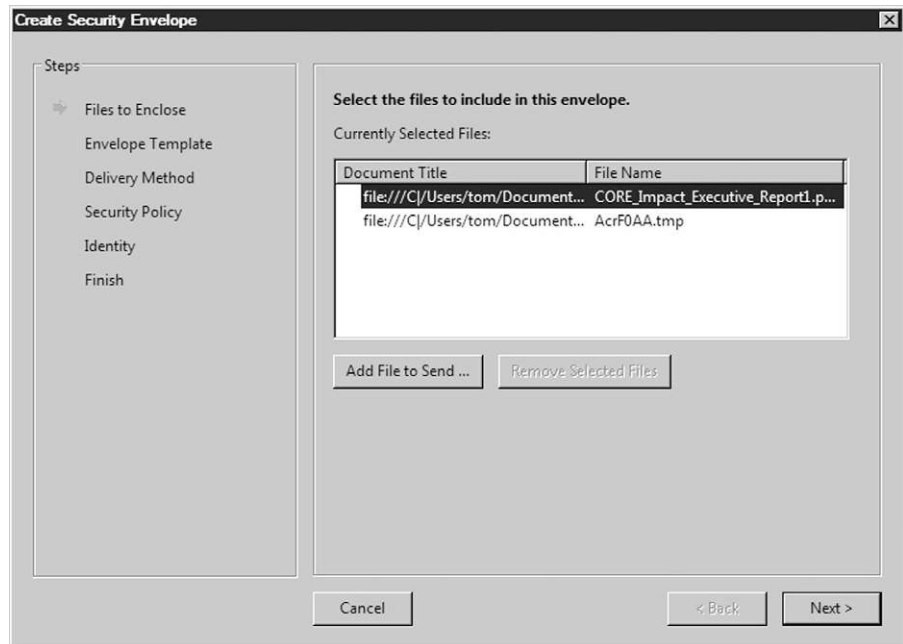 Create Security Envelope
Steps
Files to Enclose
Envelope Template
Delivery Method
Security Policy
Identity
Finish
Select the files to include in this envelope.
Currently Selected Files:
Document Title File Name
file:///C|/Users/tom/Document... CORE_Impact_Executive_Report1.p...
file:///C|/Users/tom/Document... AcrF0AA.tmp
Add File to Send ... Remove Selected Files
Cancel < Back Next >